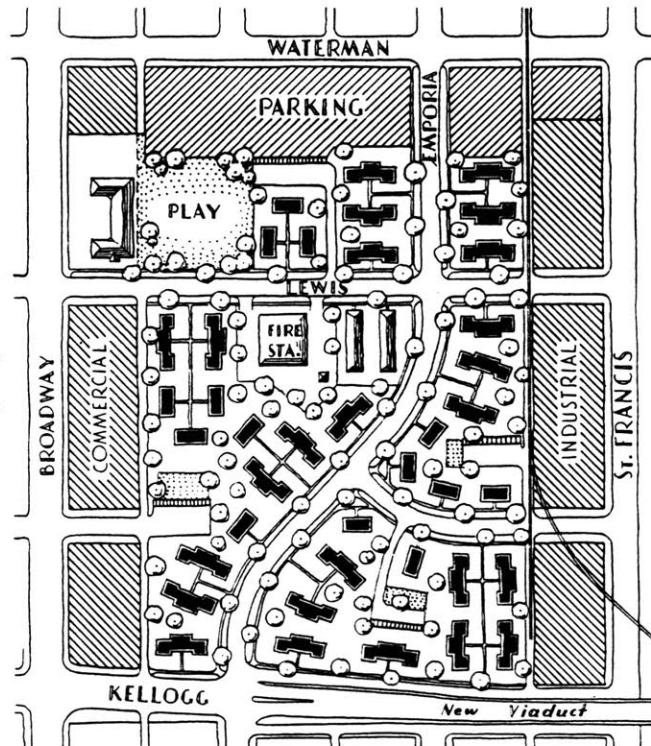 WATERMAN
PARKING
EMPORIA
PLAY
LEWIS
FIRE
STA.
BROADWAY
COMMERCIAL
INDUSTRIAL
ST. FRANCIS
KELLOGG
New Viaduct